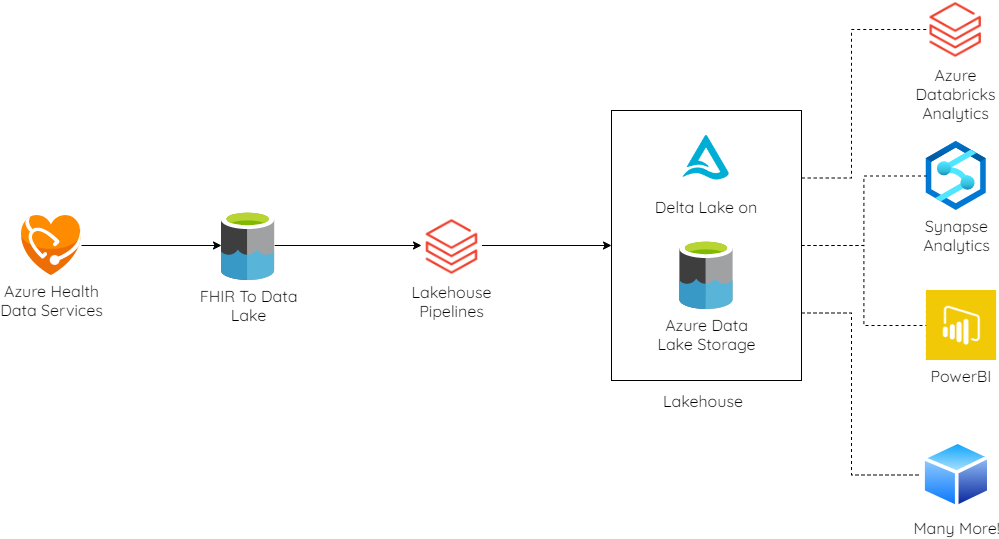 Azure Health
Data Services
FHIR To Data
Lake
Lakehouse
Pipelines
Delta Lake on
Azure Data
Lake Storage
Lakehouse
Azure
Databricks
Analytics
Synapse
Analytics
PowerBI
Many More!